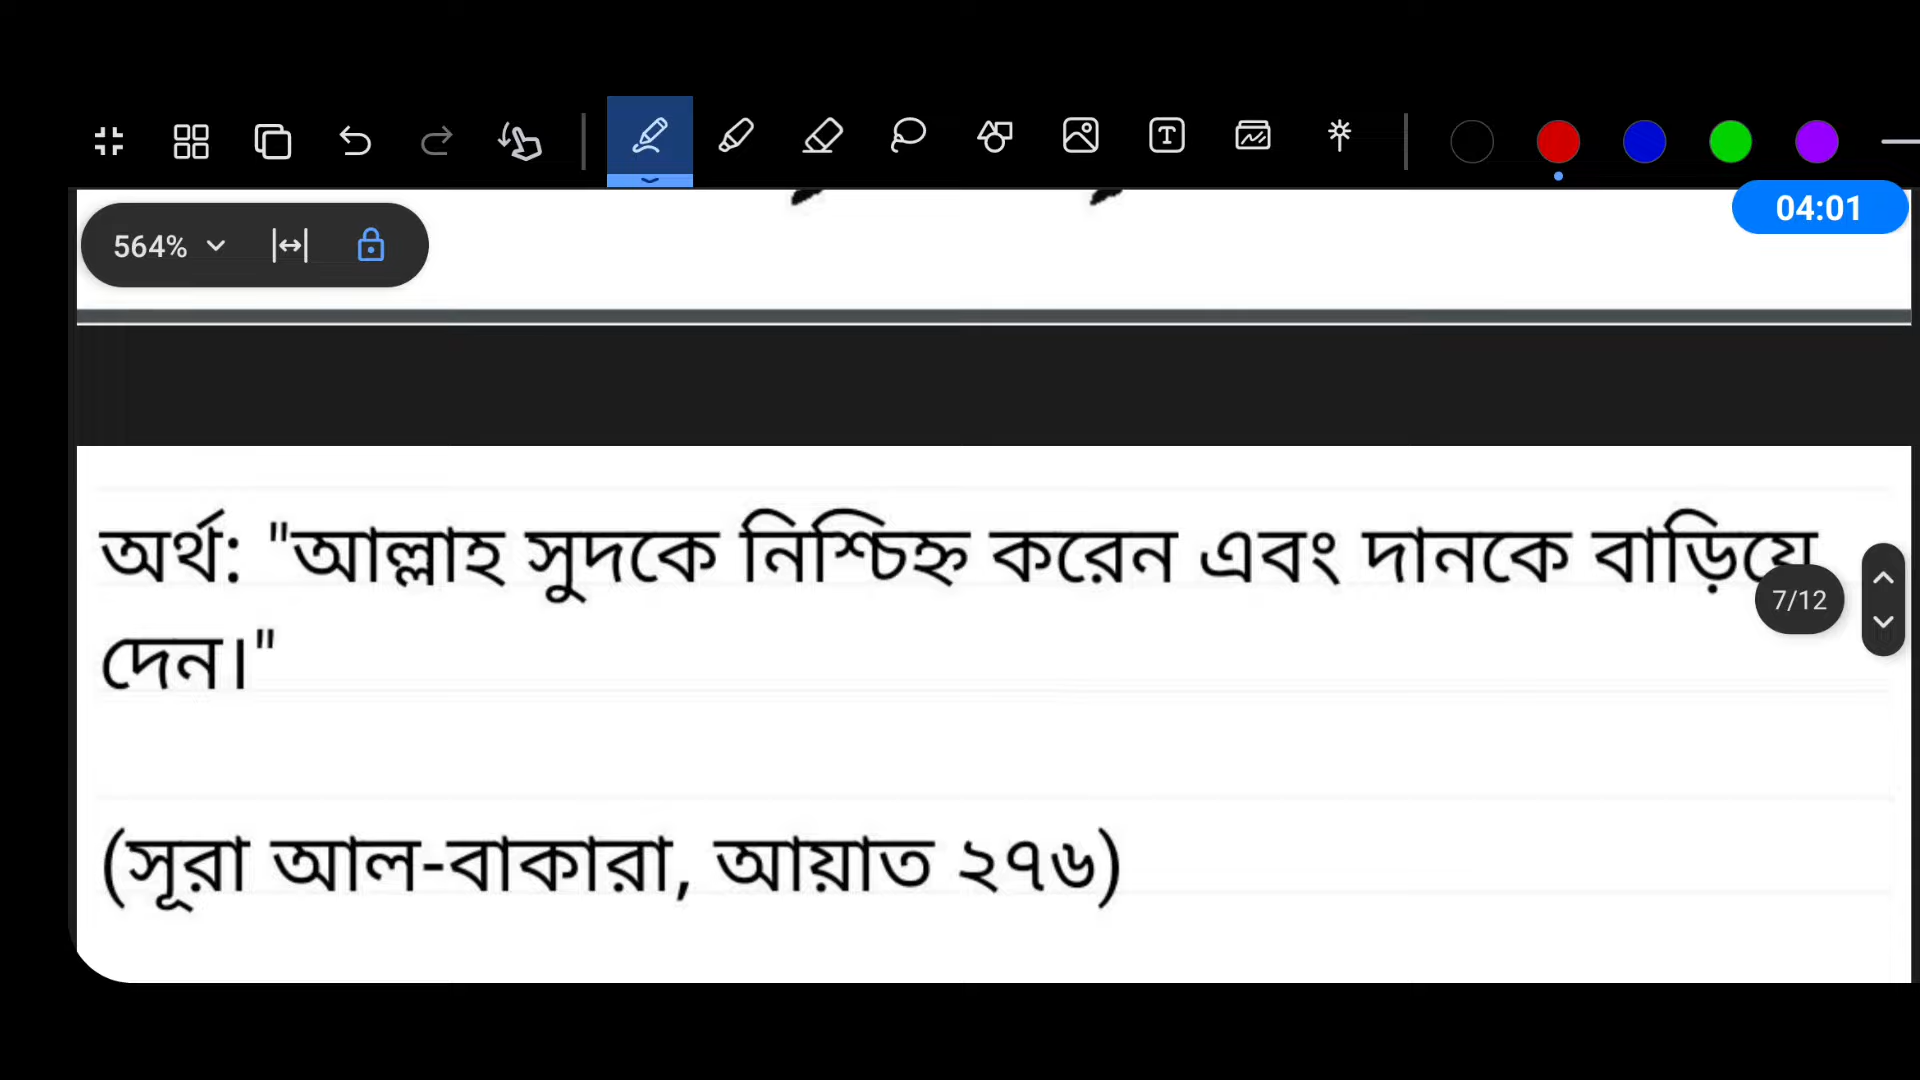 04:01
564%
অর্থ: "আল্লাহ সুদকে নিশ্চিহ্ন করেন এবং দানকে বাড়িয়ে
7/12
দেন।"
(সূরা আল-বাকারা, আয়াত ২৭৬)